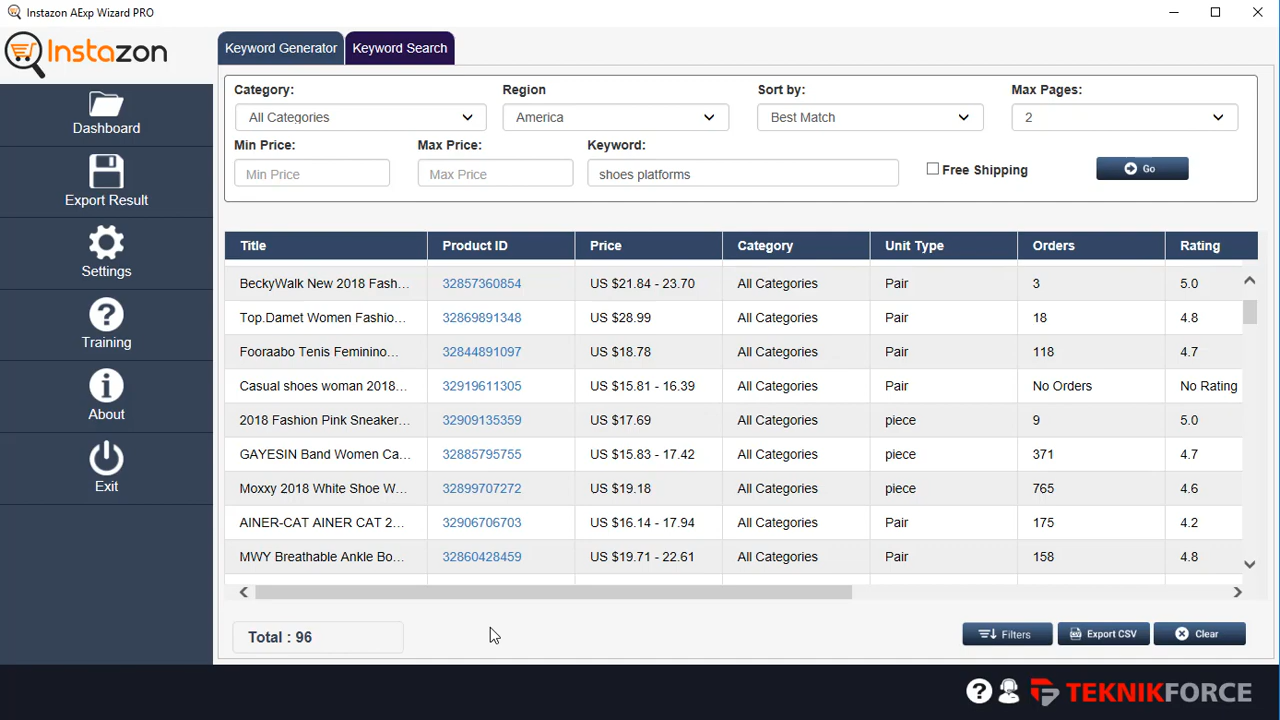 Instazon AExp Wizard PRO
Instazon
Dashboard
Export Result
Settings
Training
About
Exit
Keyword Generator Keyword Search
Category: Region Sort by: Max Pages:
All Categories America Best Match 2
Min Price: Max Price: Keyword:
Min Price Max Price shoes platforms Free Shipping Go
Title Product ID Price Category Unit Type Orders Rating
BeckyWalk New 2018 Fash... 32857360854 US $21.84 - 23.70 All Categories Pair 3 5.0
Top.Damet Women Fashio... 32869891348 US $28.99 All Categories Pair 18 4.8
Fooraabo Tenis Feminino... 32844891097 US $18.78 All Categories Pair 118 4.7
Casual shoes woman 2018... 32919611305 US $15.81 - 16.39 All Categories Pair No Orders No Rating
2018 Fashion Pink Sneaker... 32909135359 US $17.69 All Categories piece 9 5.0
GAYESIN Band Women Ca... 32885795755 US $15.83 - 17.42 All Categories piece 371 4.7
Moxxy 2018 White Shoe W... 32899707272 US $19.18 All Categories piece 765 4.6
AINER-CAT AINER CAT 2... 32906706703 US $16.14 - 17.94 All Categories Pair 175 4.2
MWY Breathable Ankle Bo... 32860428459 US $19.71 - 22.61 All Categories Pair 158 4.8
Total : 96 Filters Export CSV Clear
TEKNIKFORCE